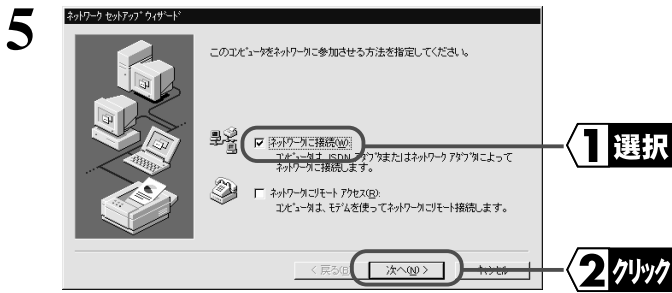 5
ネットワーク セットアップ ウィザード
このコンピュータをネットワークに参加させる方法を指定してください。
ネットワークに接続(W):
コンピュータは、ISDN アダプタまたはネットワーク アダプタによって
ネットワークに接続します。
1 選択
ネットワークにリモート アクセス(R):
コンピュータは、モデムを使ってネットワークにリモート接続します。
< 戻る(B)
次へ(N) >
キャンセル
2 クリック